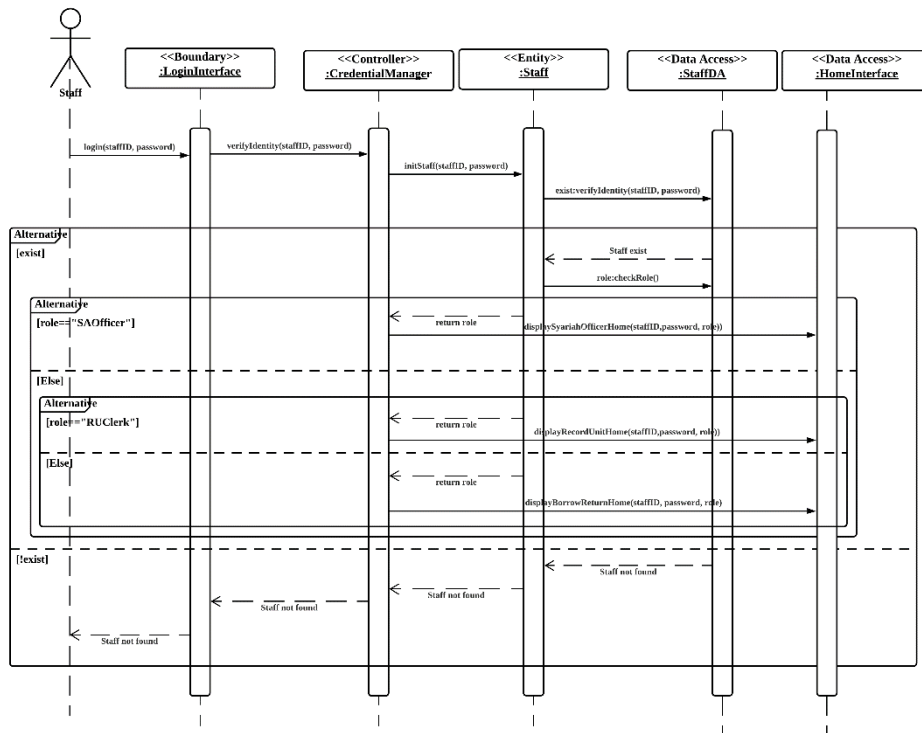 <<Boundary>>
:LoginInterface
<<Controller>>
:CredentialManager
<<Entity>>
:Staff
<<Data Access>>
:StaffDA
<<Data Access>>
:HomeInterface
Staff
login(staffID, password)
verifyIdentity(staffID, password)
initStaff(staffID, password)
exist:verifyIdentity(staffID, password)
Alternative
[exist]
Staff exist
role:checkRole()
Alternative
[role=="SAOfficer"]
return role
displaySyariahOfficerHome(staffID,password, role))
[Else]
Alternative
[role=="RUClerk"]
return role
displayRecordUnitHome(staffID,password, role))
[Else]
return role
displayBorrowReturnHome(staffID, password, role)
[!exist]
Staff not found
Staff not found
Staff not found
Staff not found